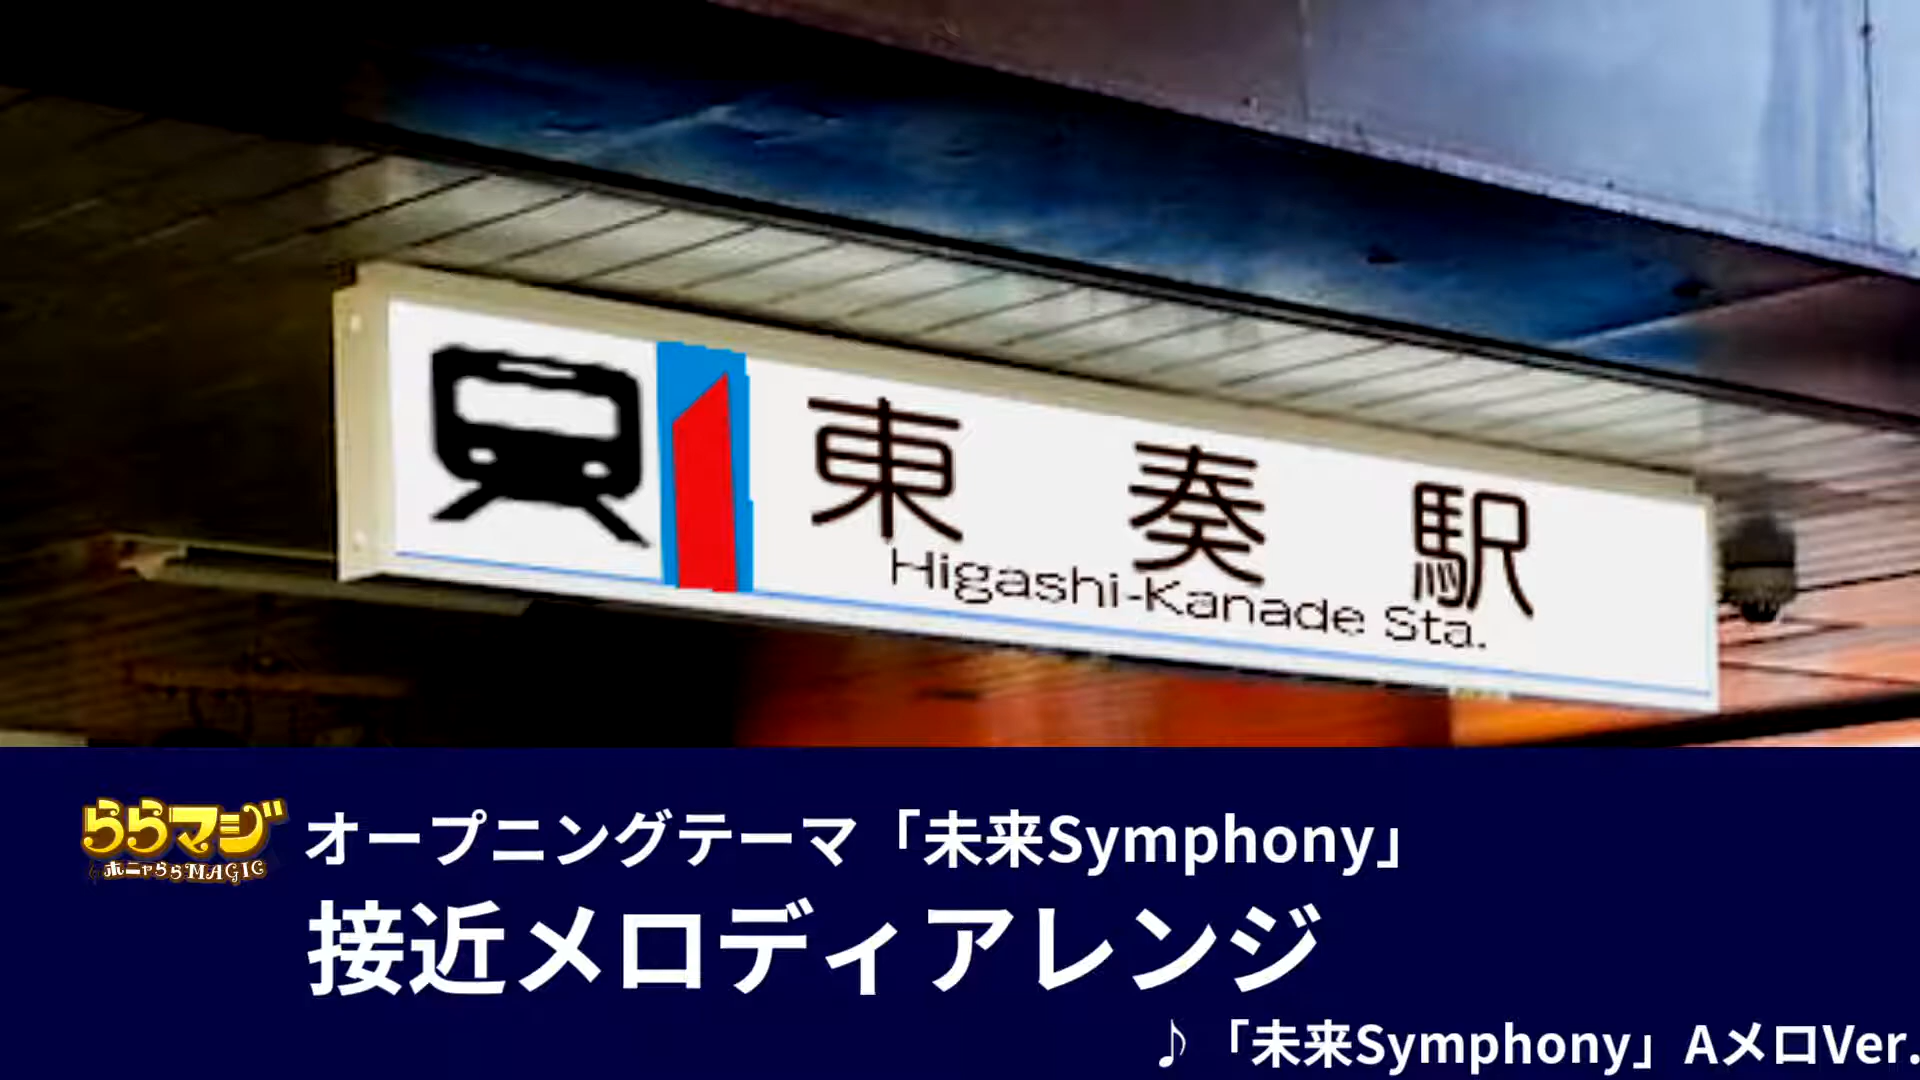 東奏駅
Higashi-Kanade Sta.
ららマジ
ホニャららMAGIC
オープニングテーマ「未来Symphony」
接近メロディアレンジ
♪「未来Symphony」AメロVer.